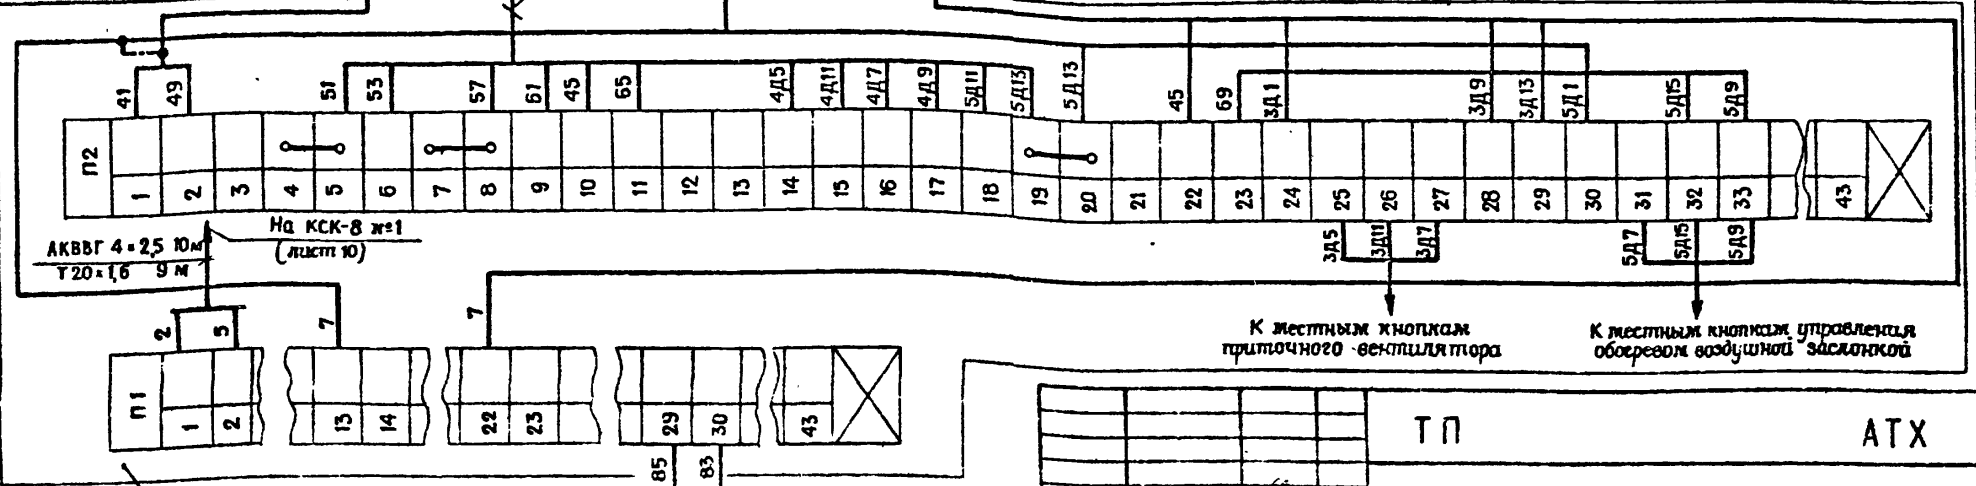 41 49 51 53 57 61 45 65 4Д5 4Д11 4Д7 4Д9 5Д11 5Д13 5Д13 45 69 3Д1 3Д9 3Д13 5Д1 5Д15 5Д9
П2 1 2 3 4 5 6 7 8 9 10 11 12 13 14 15 16 17 18 19 20 21 22 23 24 25 26 27 28 29 30 31 32 33 43
На КСК-8 №1
(лист 10)
АКВВГ 4×2,5 10м
Т20×1,6 9 м
3Д5 3Д11 3Д7 5Д7 5Д15 5Д9
К местным кнопкам
приточного вентилятора
К местным кнопкам управления
обогревом воздушной заслонкой
2 5 7 7
П1 1 2 13 14 22 23 29 30 43
85 83
ТП АТХ